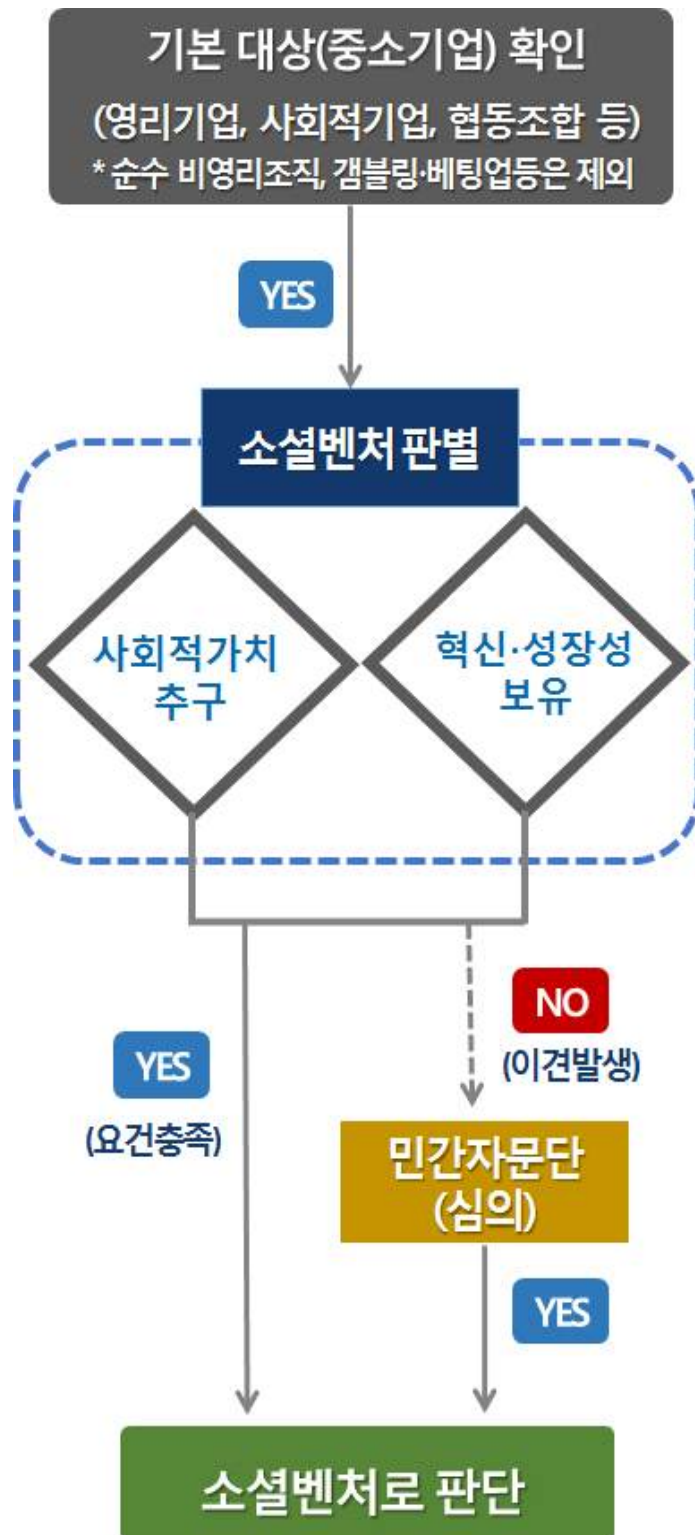 기본 대상(중소기업) 확인
(영리기업, 사회적기업, 협동조합 등)
* 순수 비영리조직, 갬블링·베팅업등은 제외
YES
소셜벤처 판별
사회적가치
추구
혁신·성장성
보유
YES
(요건충족)
NO
(이견발생)
민간자문단
(심의)
YES
소셜벤처로 판단